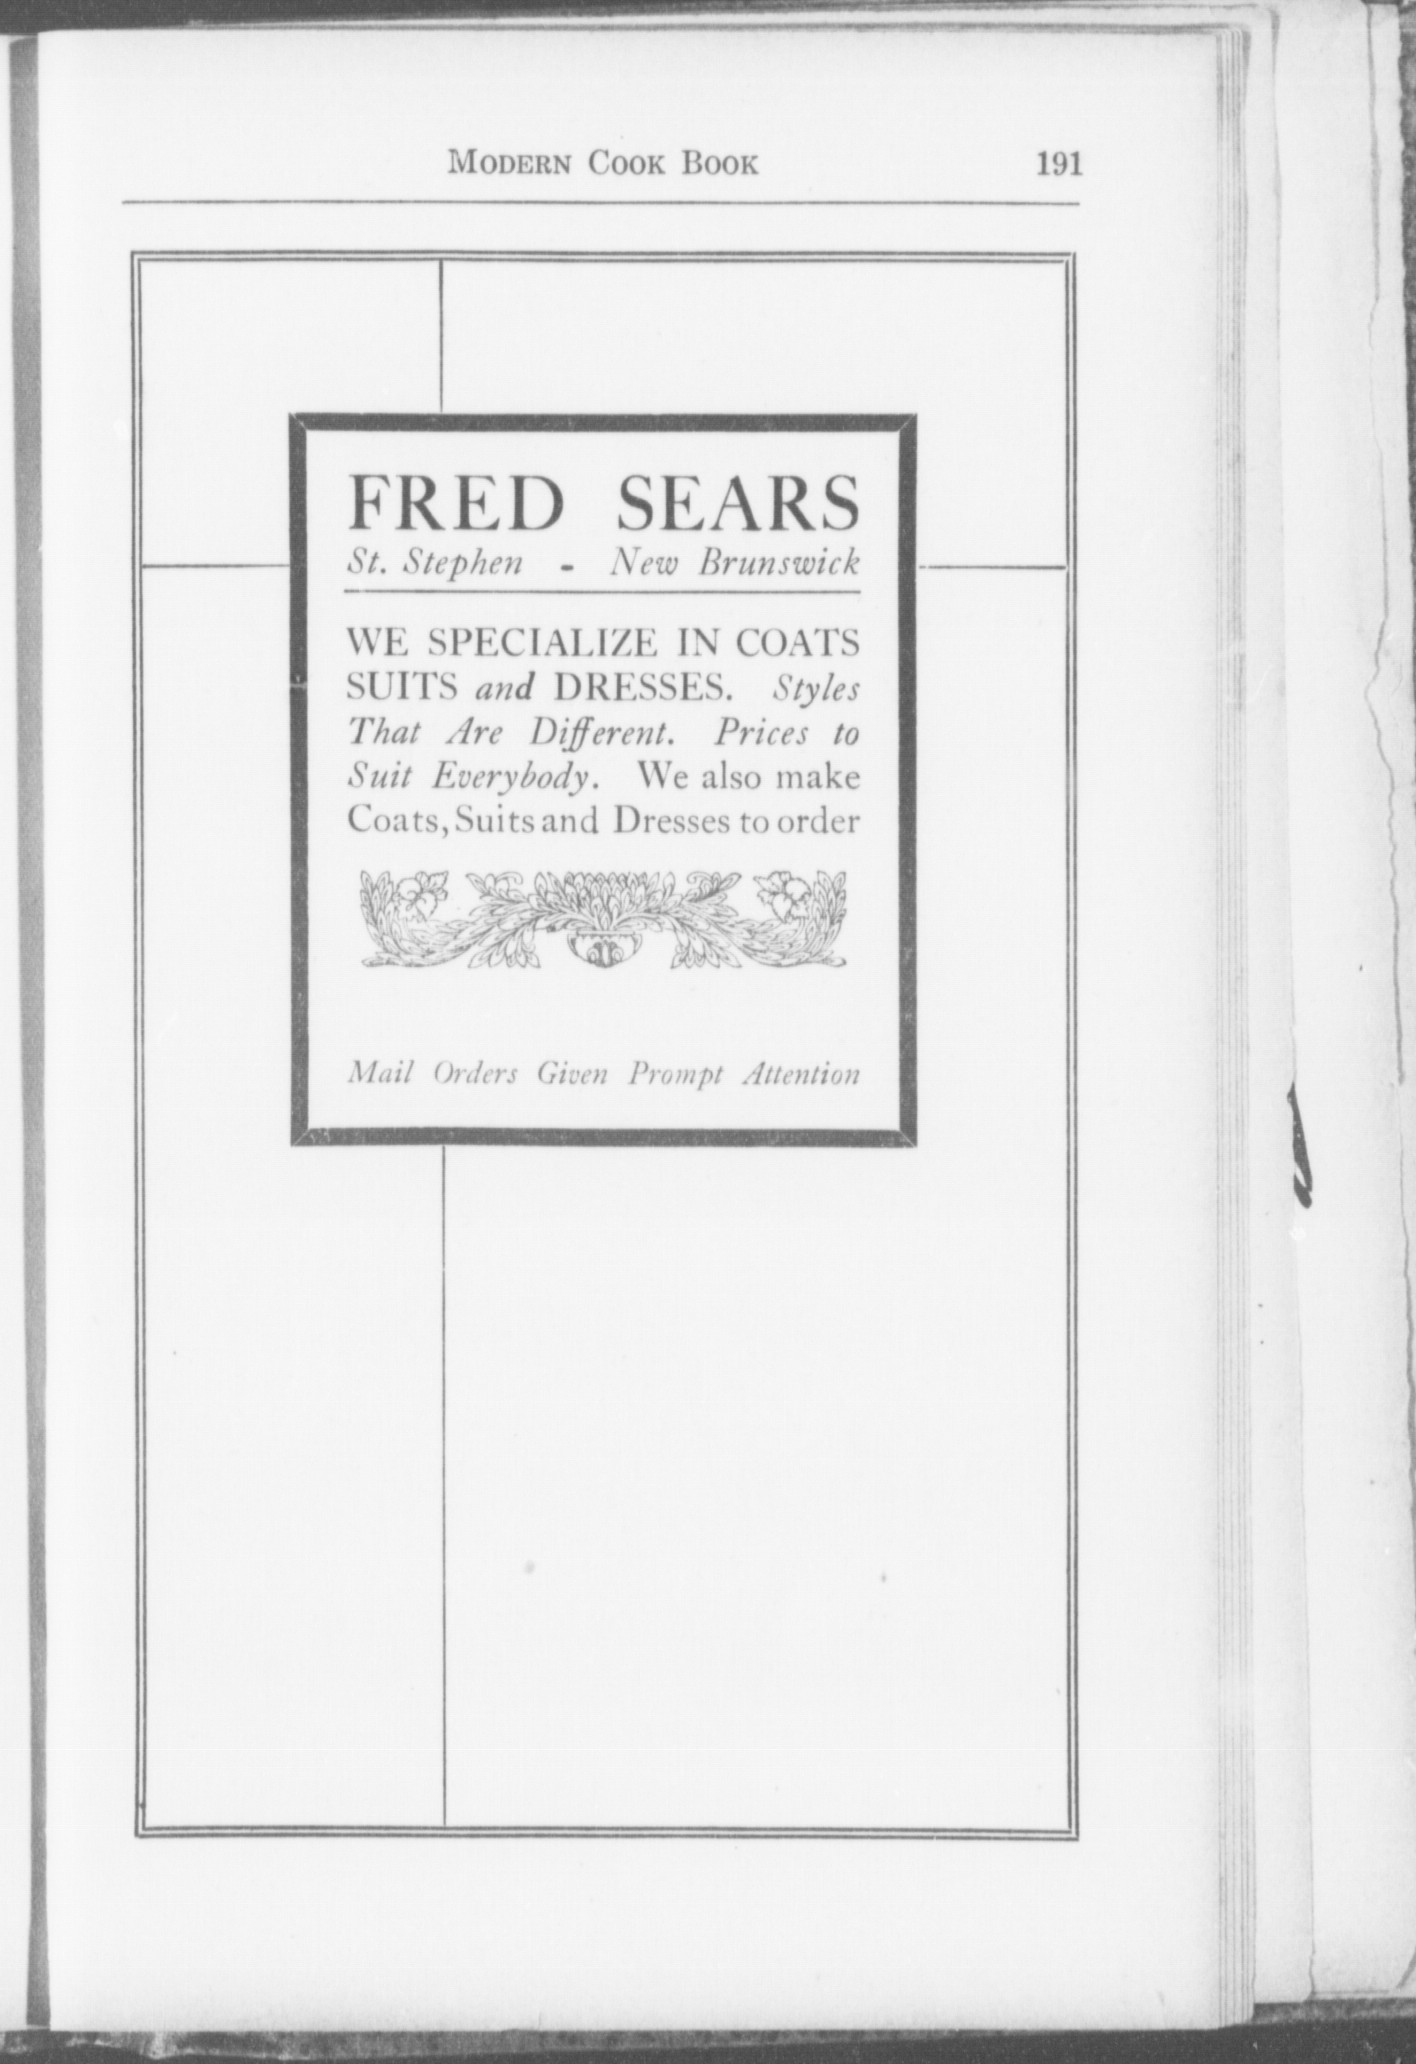 MODERN COOK BOOK 191
FRED SEARS
St. Stephen - New Brunswick
WE SPECIALIZE IN COATS
SUITS and DRESSES. Styles
That Are Different. Prices to
Suit Everybody. We also make
Coats, Suits and Dresses to order
Mail Orders Given Prompt Attention